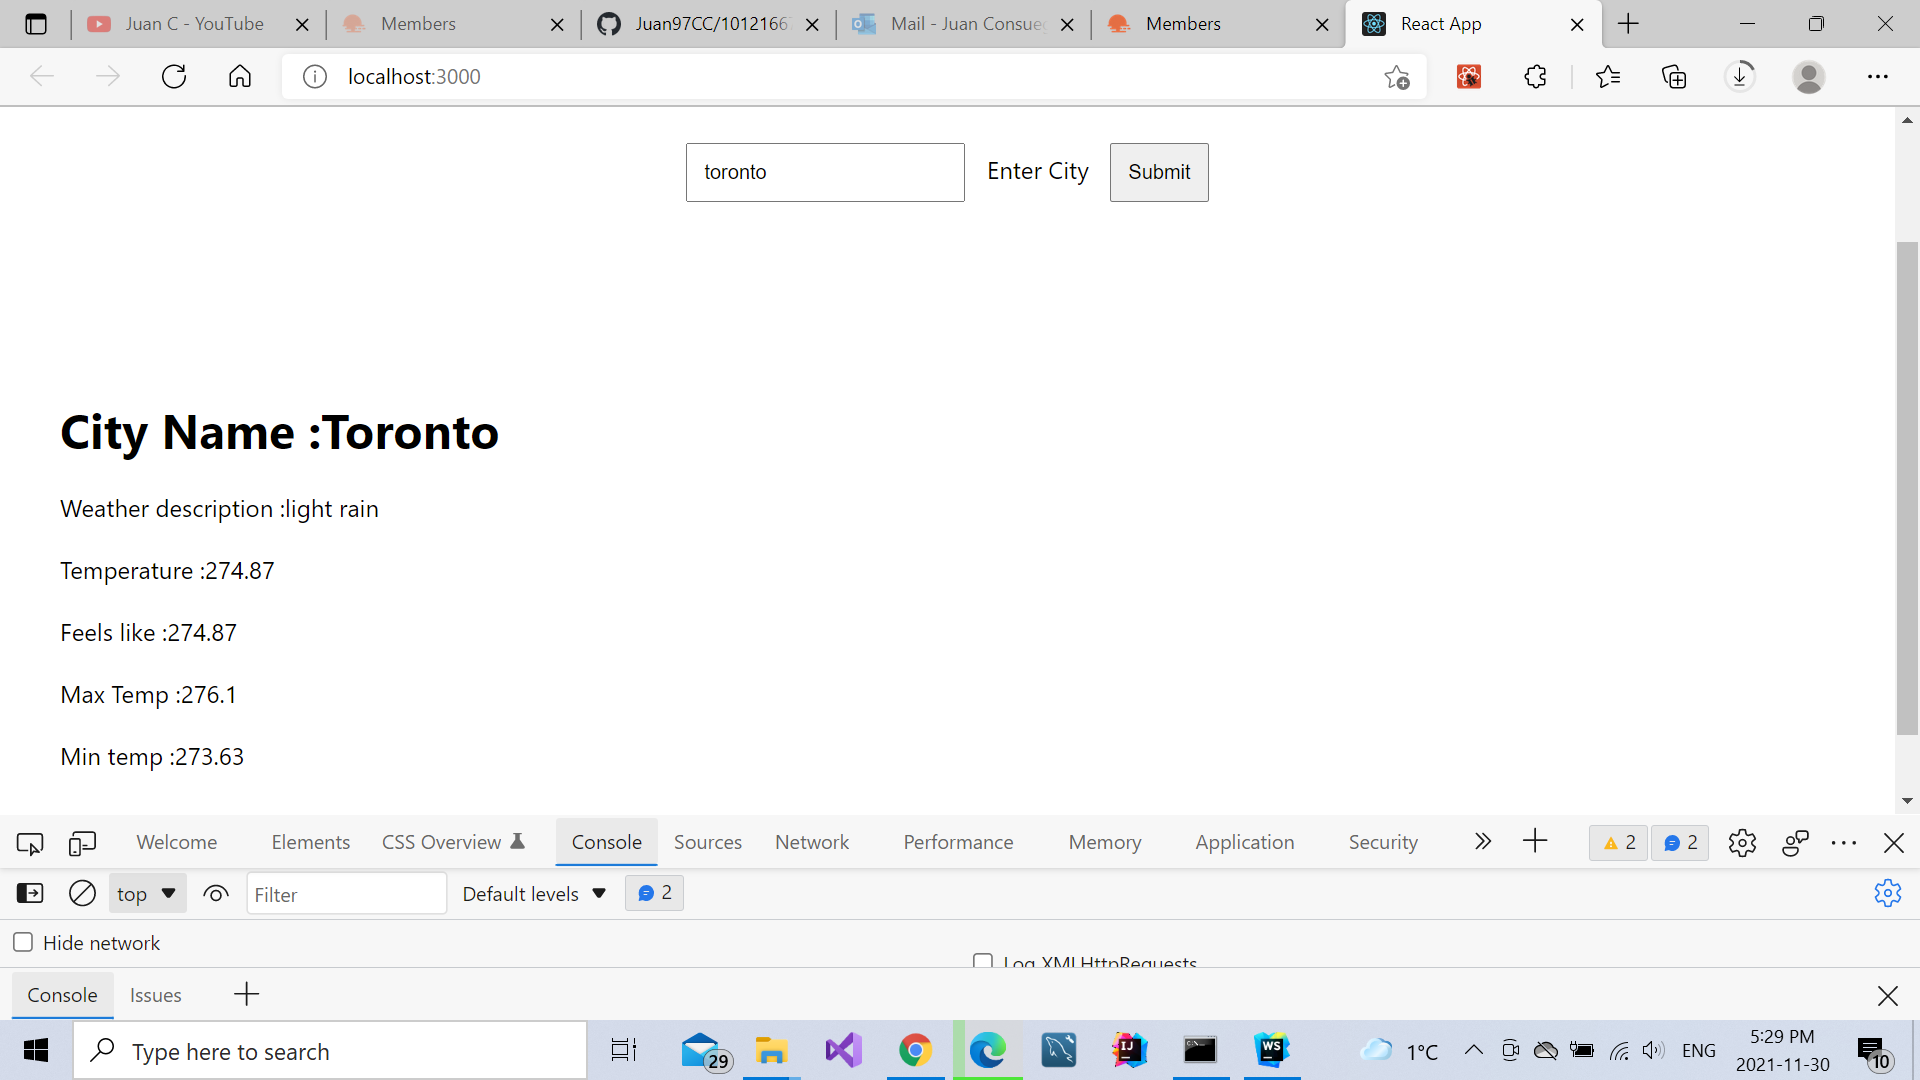 Juan C - YouTube
Members
Juan97CC/1012166
Mail - Juan Consue
Members
React App
localhost:3000
toronto
Enter City
Submit
City Name :Toronto
Weather description :light rain
Temperature :274.87
Feels like :274.87
Max Temp :276.1
Min temp :273.63
Welcome
Elements
CSS Overview
Console
Sources
Network
Performance
Memory
Application
Security
2
2
top
Filter
Default levels
2
Hide network
Log XMLHttpRequests
Console
Issues
Type here to search
29
IJ
WS
1°C
ENG
5:29 PM
2021-11-30
10